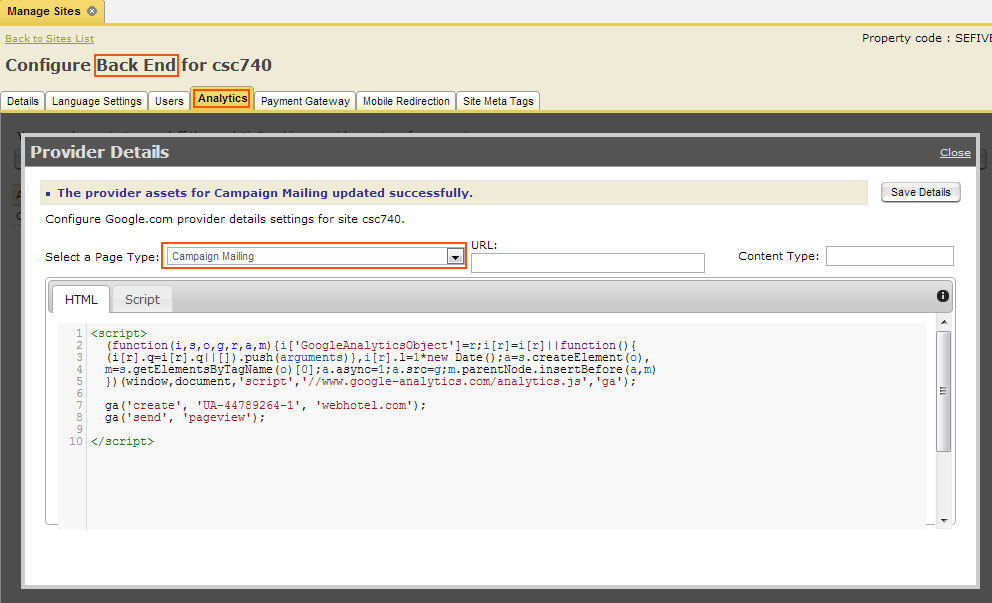 Manage Sites
Back to Sites List
Property code : SEFIVE
Configure Back End for csc740
Details Language Settings Users Analytics Payment Gateway Mobile Redirection Site Meta Tags
Provider Details Close
The provider assets for Campaign Mailing updated successfully. Save Details
Configure Google.com provider details settings for site csc740.
Select a Page Type: Campaign Mailing URL: Content Type:
HTML Script
1 <script>
2 (function(i,s,o,g,r,a,m){i['GoogleAnalyticsObject']=r;i[r]=i[r]||function(){
3 (i[r].q=i[r].q||[]).push(arguments)},i[r].l=1*new Date();a=s.createElement(o),
4 m=s.getElementsByTagName(o)[0];a.async=1;a.src=g;m.parentNode.insertBefore(a,m)
5 })(window,document,'script','//www.google-analytics.com/analytics.js','ga');
6
7 ga('create', 'UA-44789264-1', 'webhotel.com');
8 ga('send', 'pageview');
9
10 </script>